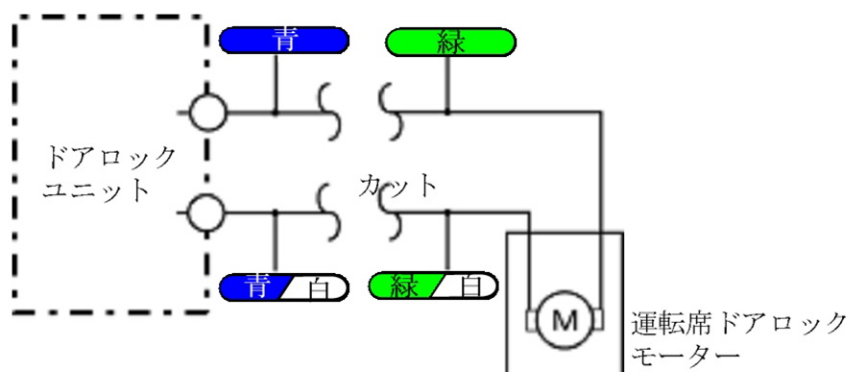 青
緑
ドアロック
ユニット
カット
青 白
緑 白
M
運転席ドアロック
モーター